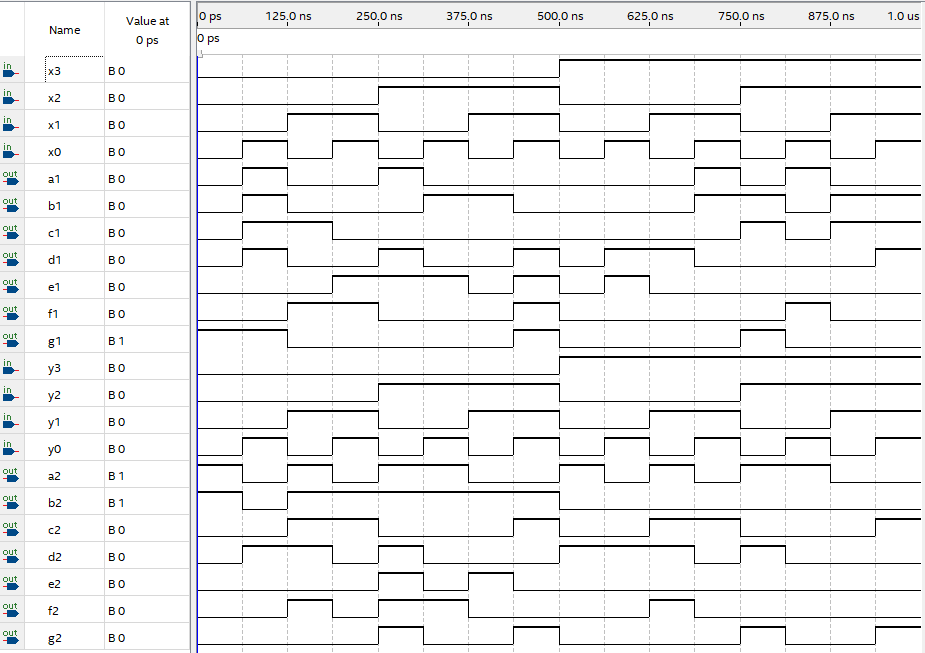 Name Value at 0 ps
0 ps 125.0 ns 250.0 ns 375.0 ns 500.0 ns 625.0 ns 750.0 ns 875.0 ns 1.0 us
0 ps
in x3 B 0
in x2 B 0
in x1 B 0
in x0 B 0
out a1 B 0
out b1 B 0
out c1 B 0
out d1 B 0
out e1 B 0
out f1 B 0
out g1 B 1
in y3 B 0
in y2 B 0
in y1 B 0
in y0 B 0
out a2 B 1
out b2 B 1
out c2 B 0
out d2 B 0
out e2 B 0
out f2 B 0
out g2 B 0